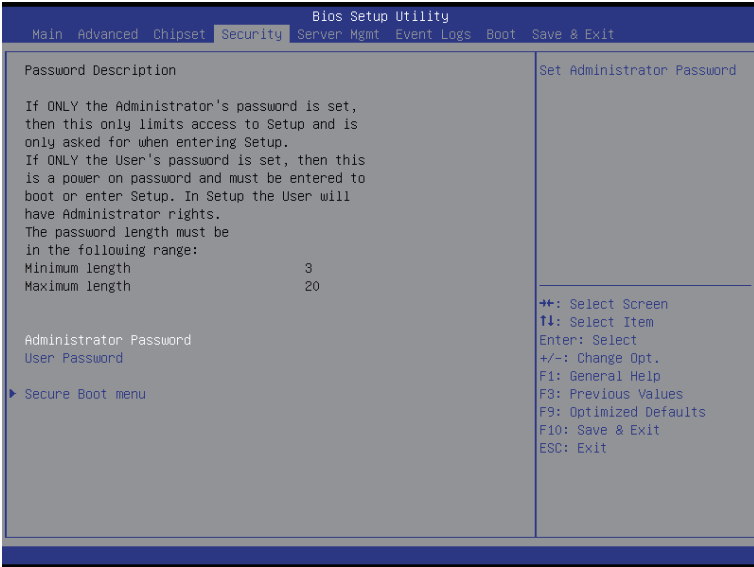 Bios Setup Utility
Main Advanced Chipset Security Server Mgmt Event Logs Boot Save & Exit
Password Description
If ONLY the Administrator's password is set,
then this only limits access to Setup and is
only asked for when entering Setup.
If ONLY the User's password is set, then this
is a power on password and must be entered to
boot or enter Setup. In Setup the User will
have Administrator rights.
The password length must be
in the following range:
Minimum length 3
Maximum length 20
Administrator Password
User Password
Secure Boot menu
Set Administrator Password
→←: Select Screen
↑↓: Select Item
Enter: Select
+/-: Change Opt.
F1: General Help
F3: Previous Values
F9: Optimized Defaults
F10: Save & Exit
ESC: Exit